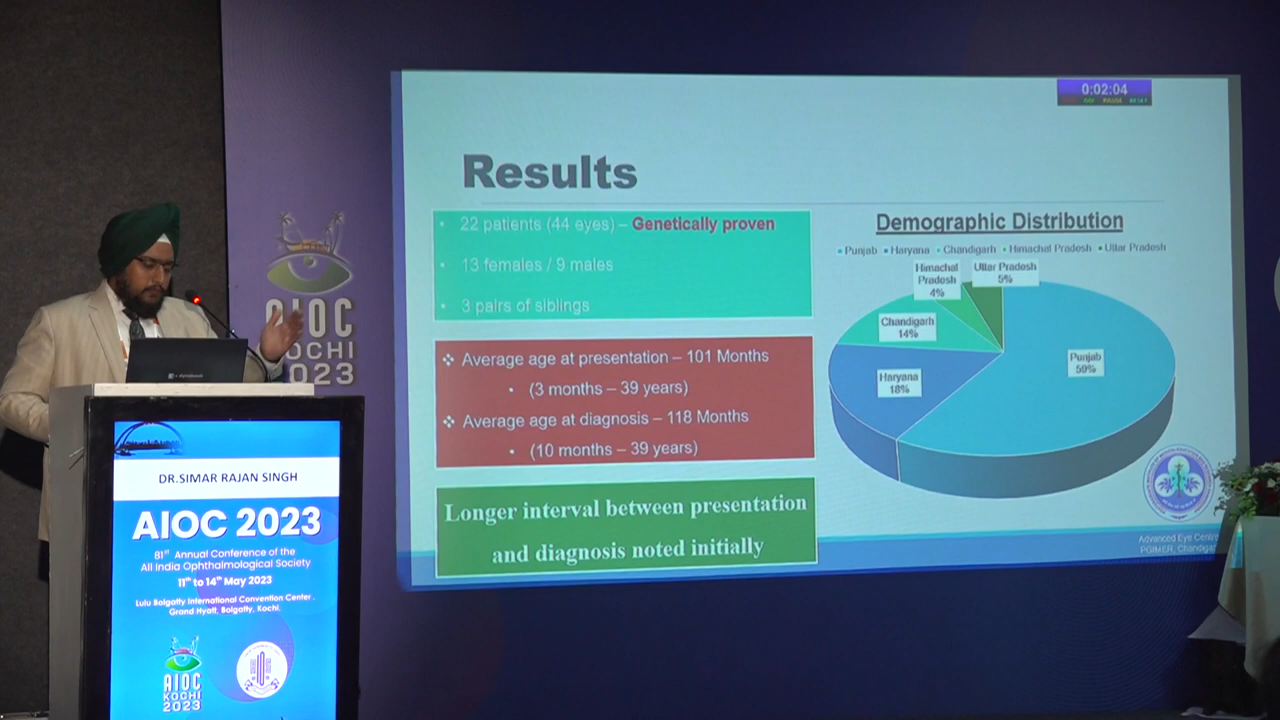 0:02:04
Results
• 22 patients (44 eyes) – Genetically proven
• 13 females / 9 males
• 3 pairs of siblings
❖ Average age at presentation – 101 Months
• (3 months – 39 years)
❖ Average age at diagnosis – 118 Months
• (10 months – 39 years)
Longer interval between presentation
and diagnosis noted initially
Demographic Distribution
Punjab Haryana Chandigarh Himachal Pradesh Uttar Pradesh
Himachal
Pradesh
4%
Uttar Pradesh
5%
Chandigarh
14%
Haryana
18%
Punjab
59%
Advanced Eye Centre
PGIMER, Chandigar
AIOC
KOCHI
2023
DR.SIMAR RAJAN SINGH
AIOC 2023
81st Annual Conference of the
All India Ophthalmological Society
11th to 14th May 2023
Lulu Bolgatty International Convention Center .
Grand Hyatt, Bolgatty, Kochi.
AIOC
KOCHI
2023